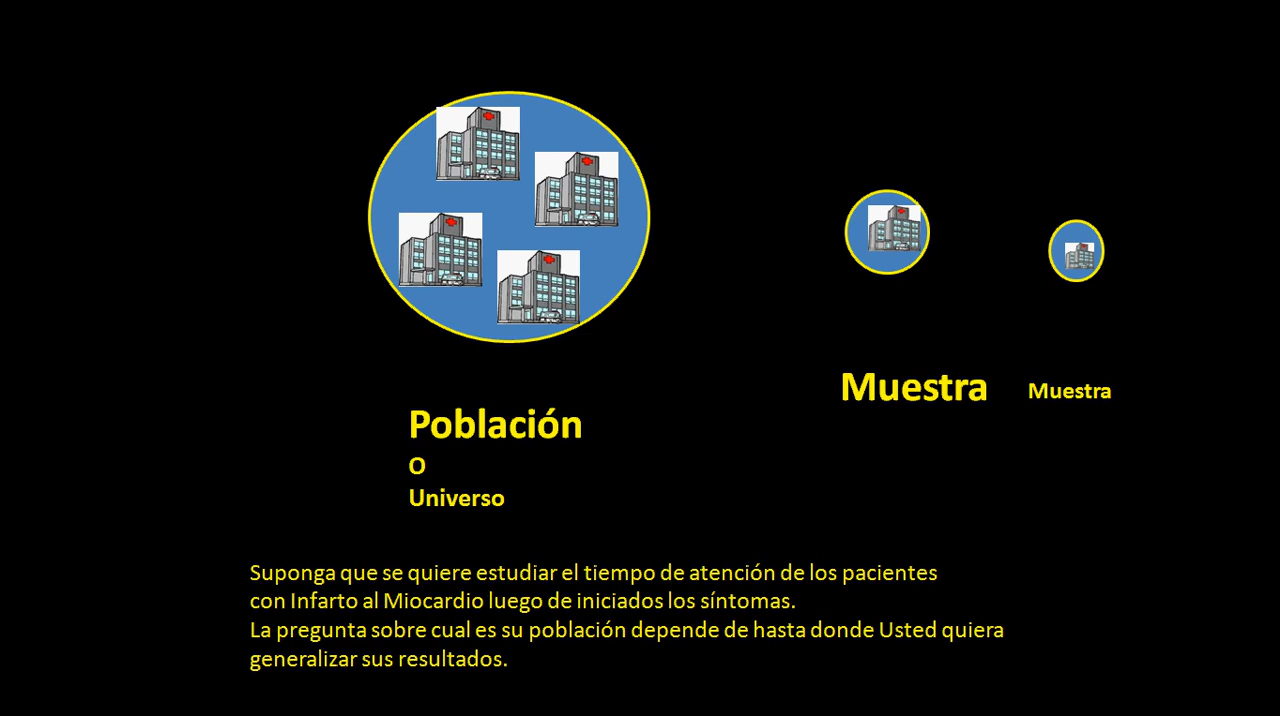 Población
O
Universo
Muestra
Muestra
Suponga que se quiere estudiar el tiempo de atención de los pacientes
con Infarto al Miocardio luego de iniciados los síntomas.
La pregunta sobre cual es su población depende de hasta donde Usted quiera
generalizar sus resultados.